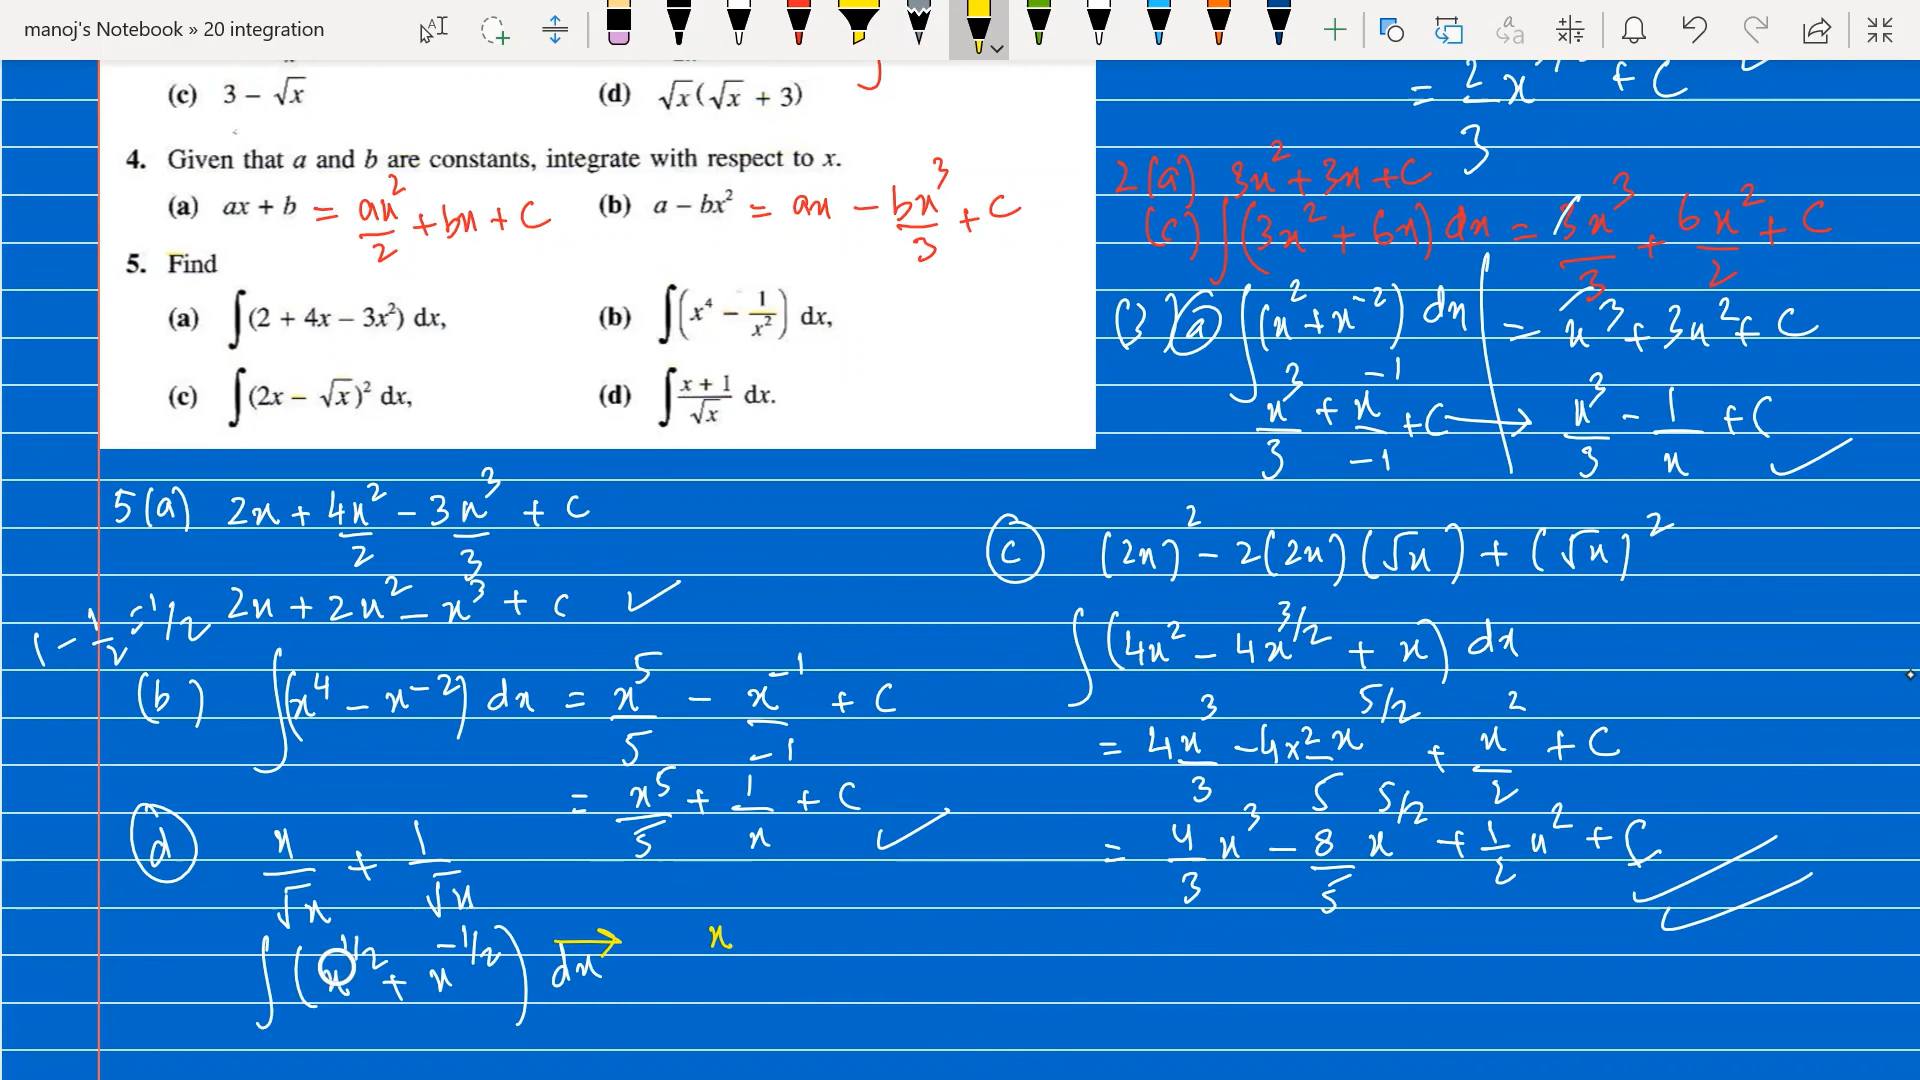 manoj's Notebook » 20 integration
(c) 3 − √x (d) √x(√x + 3)
4. Given that a and b are constants, integrate with respect to x.
(a) ax + b = ax²/2 + bx + C (b) a − bx² = ax − bx³/3 + C
5. Find
(a) ∫(2 + 4x − 3x²) dx, (b) ∫(x⁴ − 1/x²) dx,
(c) ∫(2x − √x)² dx, (d) ∫ x + 1/√x dx.
5(a) 2x + 4x²/2 − 3x³/3 + C
2x + 2x² − x³ + C ✓
1 − 1/2 = 1/2
(b) ∫(x⁴ − x⁻²) dx = x⁵/5 − x⁻¹/−1 + C
= x⁵/5 + 1/x + C ✓
(d) x/√x + 1/√x
∫(x^1/2 + x^−1/2) dx → x
= 2/3 x + C
2(a) 3x² + 3x + C
(c) ∫(3x² + 6x) dx = 3x³/3 + 6x²/2 + C
= x³ + 3x² + C
(3) (a) ∫(x² + x⁻²) dx
x³/3 + x⁻¹/−1 + C → x³/3 − 1/x + C ✓
(c) (2x)² − 2(2x)(√x) + (√x)²
∫(4x² − 4x^3/2 + x) dx
= 4x³/3 − 4×2/5 x^5/2 + x²/2 + C
= 4/3 x³ − 8/5 x^5/2 + 1/2 x² + C ✓